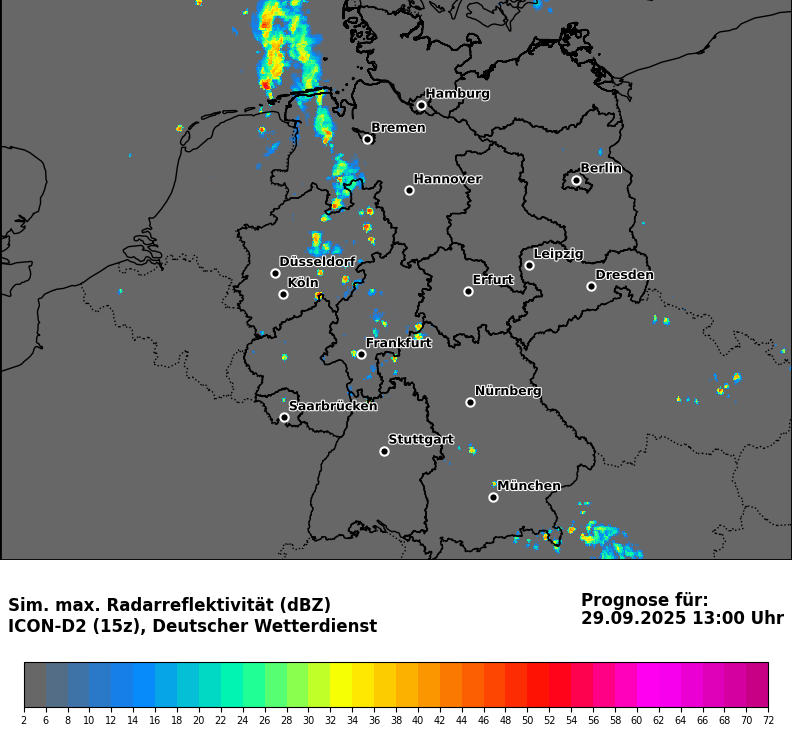 Hamburg
Bremen
Berlin
Hannover
Leipzig
Düsseldorf
Dresden
Köln
Erfurt
Frankfurt
Nürnberg
Saarbrücken
Stuttgart
München
Sim. max. Radarreflektivität (dBZ)
ICON-D2 (15z), Deutscher Wetterdienst
Prognose für:
29.09.2025 13:00 Uhr
2 6 8 10 12 14 16 18 20 22 24 26 28 30 32 34 36 38 40 42 44 46 48 50 52 54 56 58 60 62 64 66 68 70 72